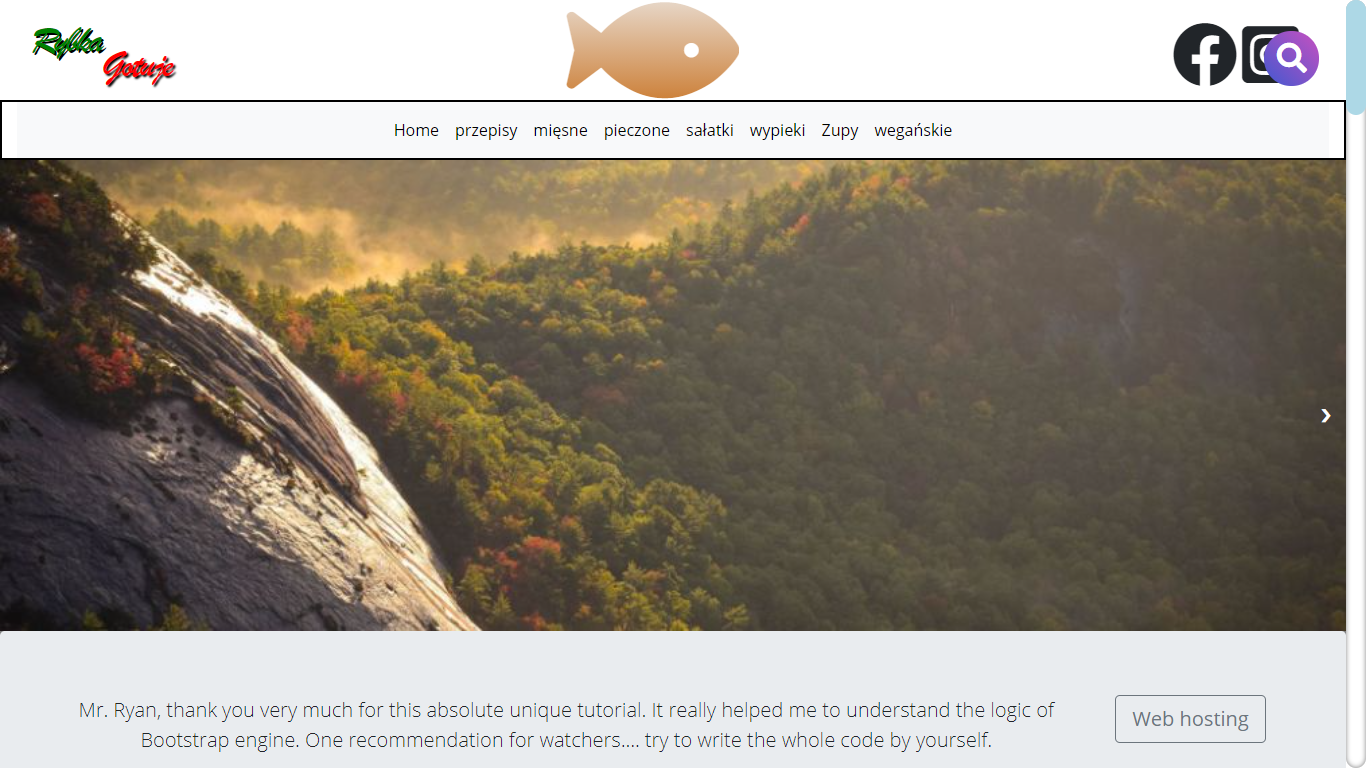 Rybka
Gotuje
Home przepisy mięsne pieczone sałatki wypieki Zupy wegańskie
Mr. Ryan, thank you very much for this absolute unique tutorial. It really helped me to understand the logic of
Bootstrap engine. One recommendation for watchers.... try to write the whole code by yourself.
Web hosting